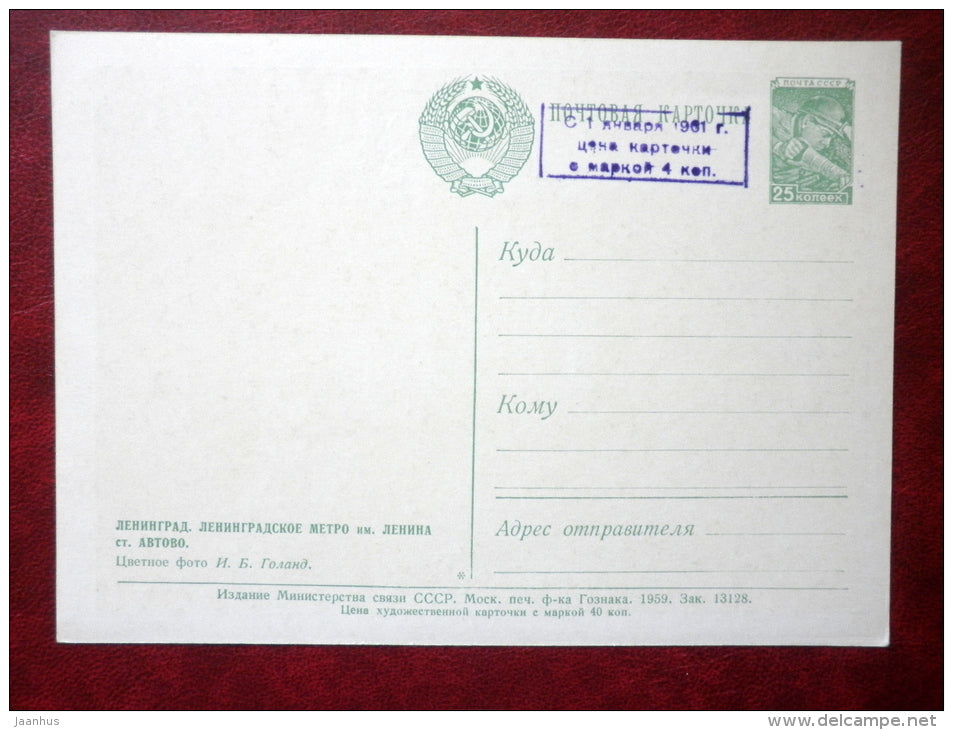 ПОЧТОВАЯ КАРТОЧКА
С 1 января 1961 г.
цена карточки
с маркой 4 коп.
ПОЧТА СССР
25 копеек
Куда
Кому
Адрес отправителя
ЛЕНИНГРАД. ЛЕНИНГРАДСКОЕ МЕТРО им. ЛЕНИНА
ст. АВТОВО.
Цветное фото И. Б. Голанд.
*
Издание Министерства связи СССР. Моск. печ. ф-ка Гознака. 1959. Зак. 13128.
Цена художественной карточки с маркой 40 коп.
Jaanhus
www.delcampe.net